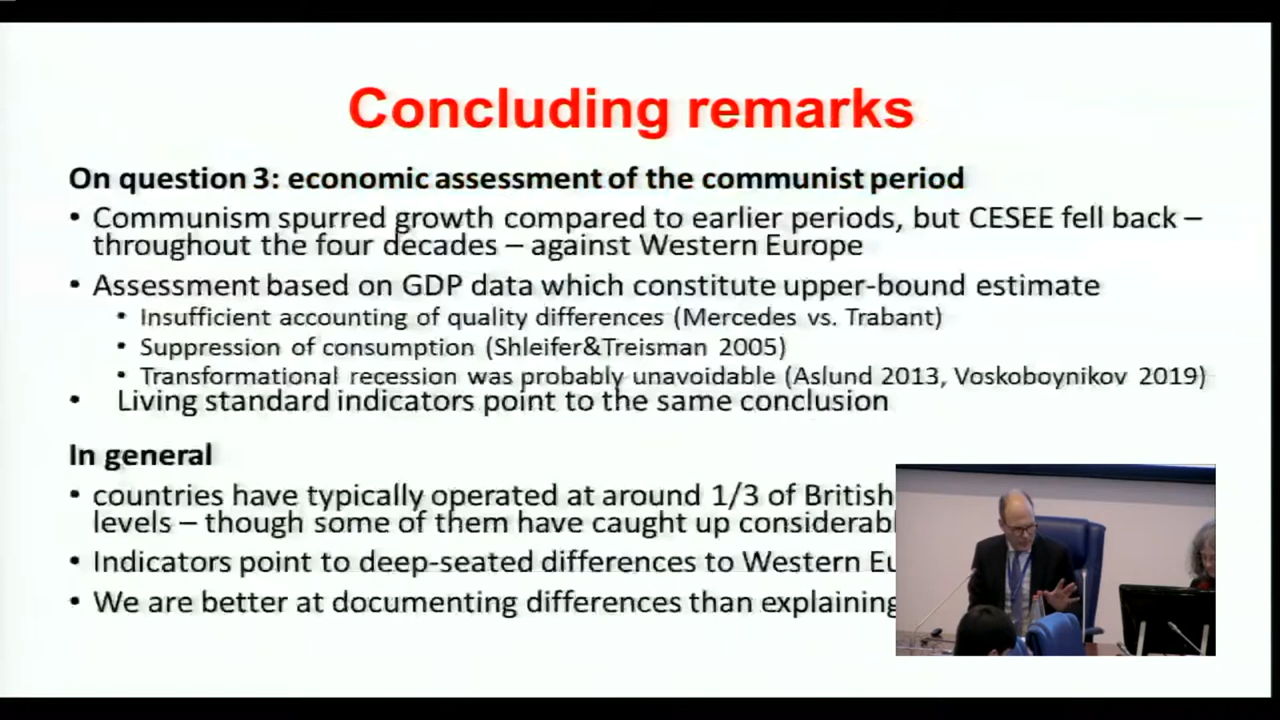 Concluding remarks
On question 3: economic assessment of the communist period
• Communism spurred growth compared to earlier periods, but CESEE fell back –
throughout the four decades – against Western Europe
• Assessment based on GDP data which constitute upper-bound estimate
• Insufficient accounting of quality differences (Mercedes vs. Trabant)
• Suppression of consumption (Shleifer&Treisman 2005)
• Transformational recession was probably unavoidable (Aslund 2013, Voskoboynikov 2019)
• Living standard indicators point to the same conclusion
In general
• countries have typically operated at around 1/3 of British
levels – though some of them have caught up
• Indicators point to deep-seated differences to Western
• We are better at documenting differences than explaining